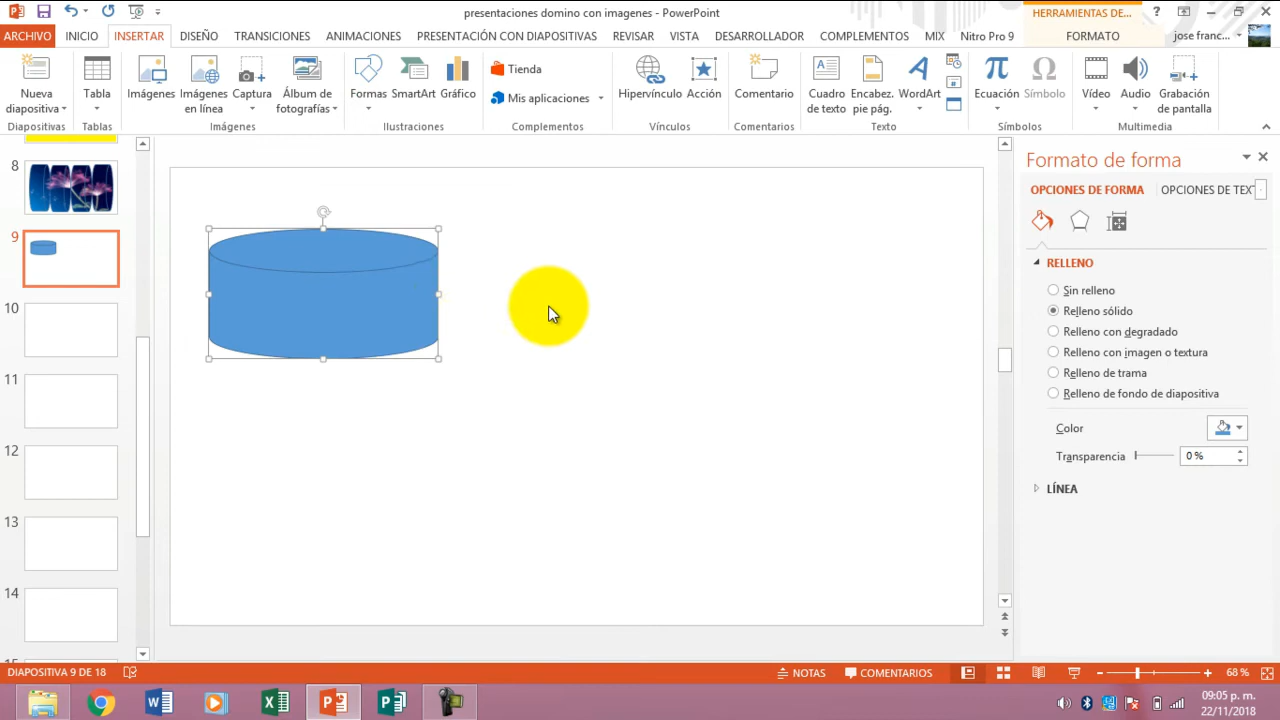 presentaciones domino con imagenes - PowerPoint
HERRAMIENTAS DE...
?
ARCHIVO INICIO INSERTAR DISEÑO TRANSICIONES ANIMACIONES PRESENTACIÓN CON DIAPOSITIVAS REVISAR VISTA DESARROLLADOR COMPLEMENTOS MIX Nitro Pro 9 FORMATO jose franc...
Nueva diapositiva
Tabla
Imágenes
Imágenes en línea
Captura
Álbum de fotografías
Formas
SmartArt
Gráfico
Tienda
Mis aplicaciones
Hipervínculo
Acción
Comentario
Cuadro de texto
Encabez. pie pág.
WordArt
Ecuación
Símbolo
Vídeo
Audio
Grabación de pantalla
Diapositivas Tablas Imágenes Ilustraciones Complementos Vínculos Comentarios Texto Símbolos Multimedia
8
9
10
11
12
13
14
Formato de forma
OPCIONES DE FORMA OPCIONES DE TEX
RELLENO
Sin relleno
Relleno sólido
Relleno con degradado
Relleno con imagen o textura
Relleno de trama
Relleno de fondo de diapositiva
Color
Transparencia 0 %
LÍNEA
DIAPOSITIVA 9 DE 18
NOTAS COMENTARIOS 68 %
09:05 p. m.
22/11/2018